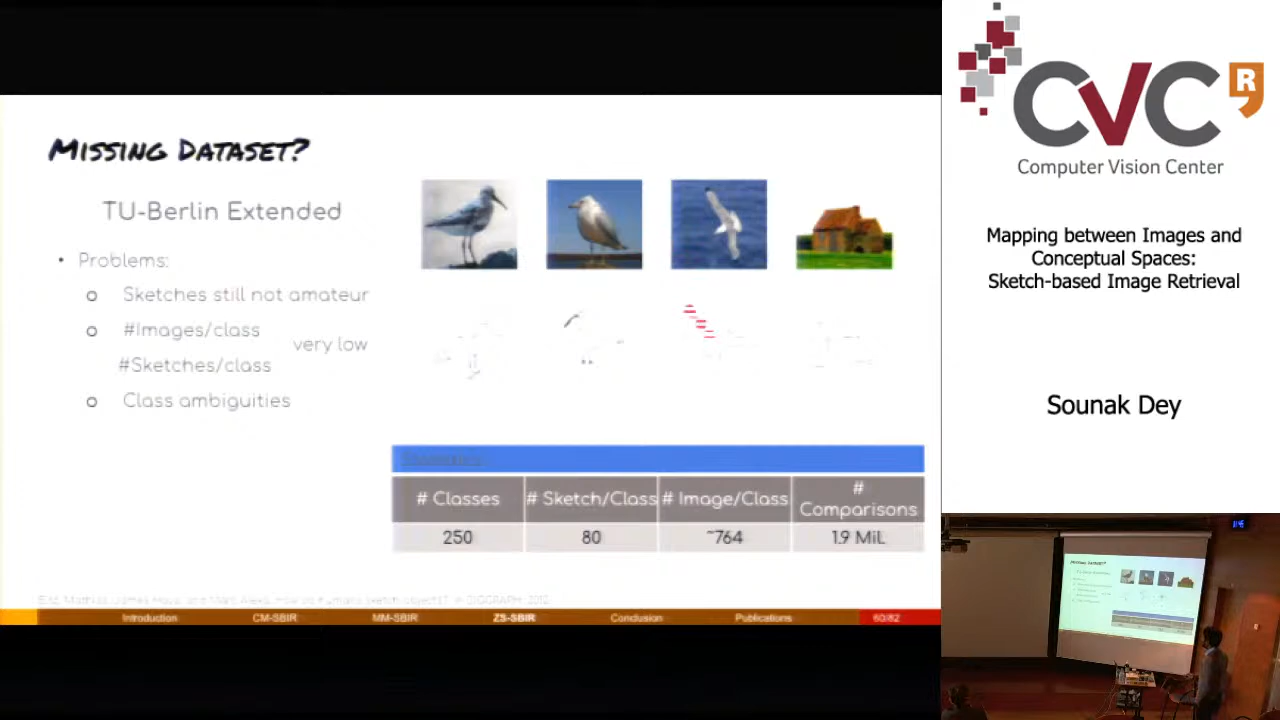 MISSING DATASET?
TU-Berlin Extended
• Problems:
o Sketches still not amateur
o #Images/class
very low
#Sketches/class
o Class ambiguities
# Classes
# Sketch/Class
# Image/Class
# Comparisons
250
80
~764
1.9 Mil
Introduction
CM-SBIR
MM-SBIR
ZS-SBIR
Conclusion
Publications
60/82
CVC R
Computer Vision Center
Mapping between Images and
Conceptual Spaces:
Sketch-based Image Retrieval
Sounak Dey